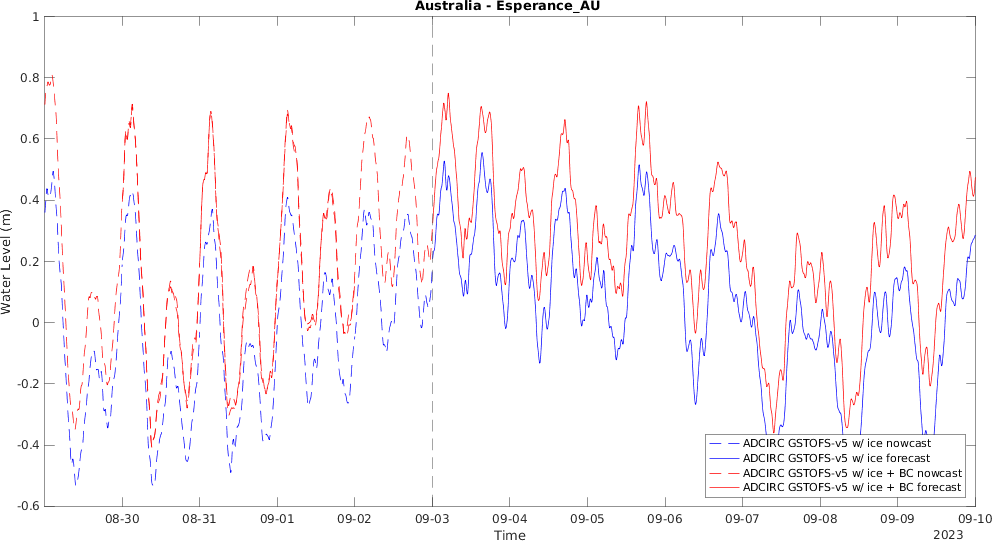 Australia - Esperance_AU
Water Level (m)
1
0.8
0.6
0.4
0.2
0
-0.2
-0.4
-0.6
ADCIRC GSTOFS-v5 w/ ice nowcast
ADCIRC GSTOFS-v5 w/ ice forecast
ADCIRC GSTOFS-v5 w/ ice + BC nowcast
ADCIRC GSTOFS-v5 w/ ice + BC forecast
08-30 08-31 09-01 09-02 09-03 09-04 09-05 09-06 09-07 09-08 09-09 09-10
Time
2023